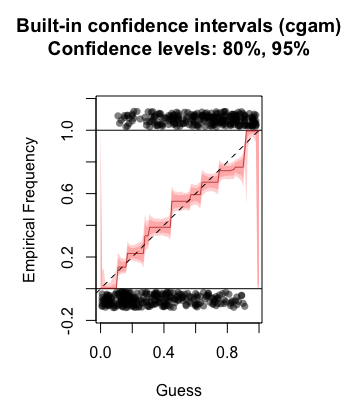 Built-in confidence intervals (cgam)
Confidence levels: 80%, 95%
Empirical Frequency
1.0
0.6
0.2
-0.2
0.0 0.4 0.8
Guess